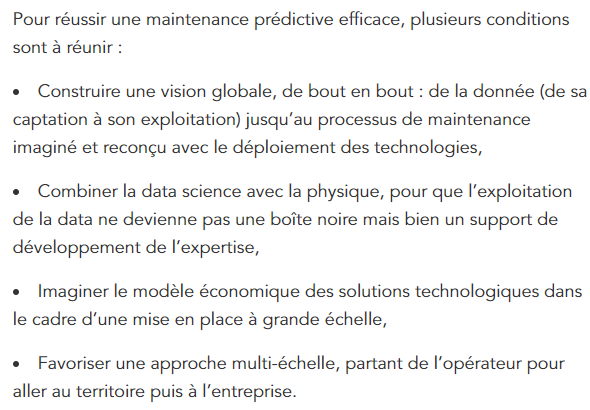 Pour réussir une maintenance prédictive efficace, plusieurs conditions
sont à réunir :
• Construire une vision globale, de bout en bout : de la donnée (de sa
captation à son exploitation) jusqu’au processus de maintenance
imaginé et reconçu avec le déploiement des technologies,
• Combiner la data science avec la physique, pour que l’exploitation
de la data ne devienne pas une boîte noire mais bien un support de
développement de l’expertise,
• Imaginer le modèle économique des solutions technologiques dans
le cadre d’une mise en place à grande échelle,
• Favoriser une approche multi-échelle, partant de l’opérateur pour
aller au territoire puis à l’entreprise.